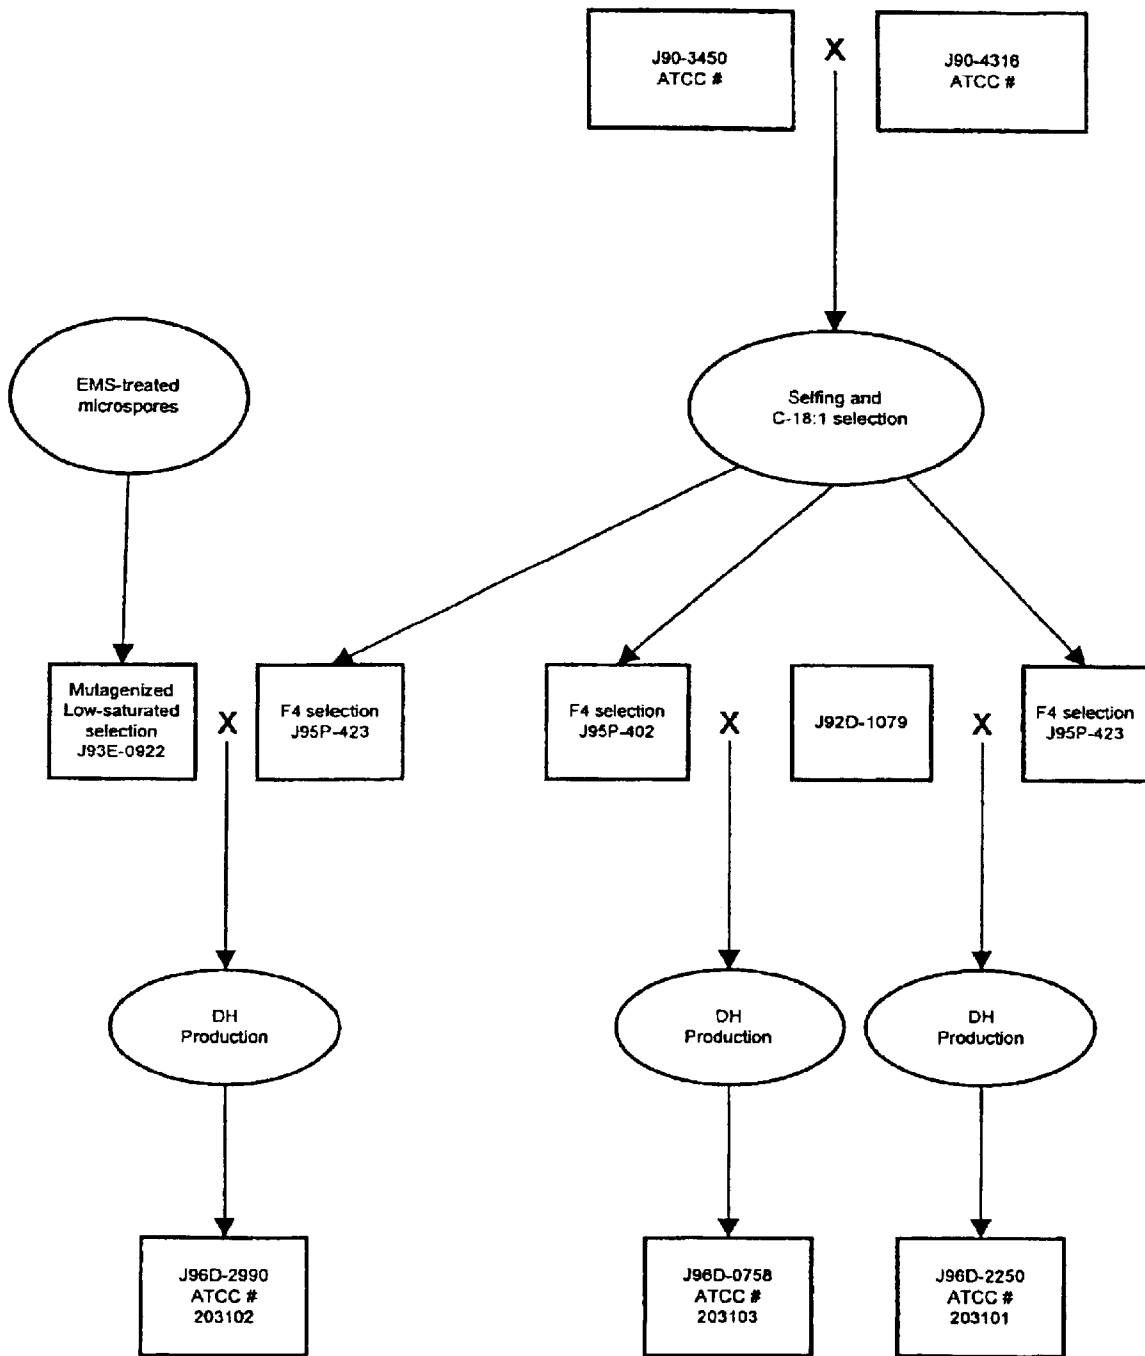 J90-3450
ATCC #
X
J90-4316
ATCC #
EMS-treated
microspores
Selfing and
C-18:1 selection
Mutagenized
Low-saturated
selection
J93E-0922
X
F4 selection
J95P-423
F4 selection
J95P-402
X
J92D-1079
X
F4 selection
J95P-423
DH
Production
DH
Production
DH
Production
J96D-2990
ATCC #
203102
J96D-0758
ATCC #
203103
J96D-2250
ATCC #
203101